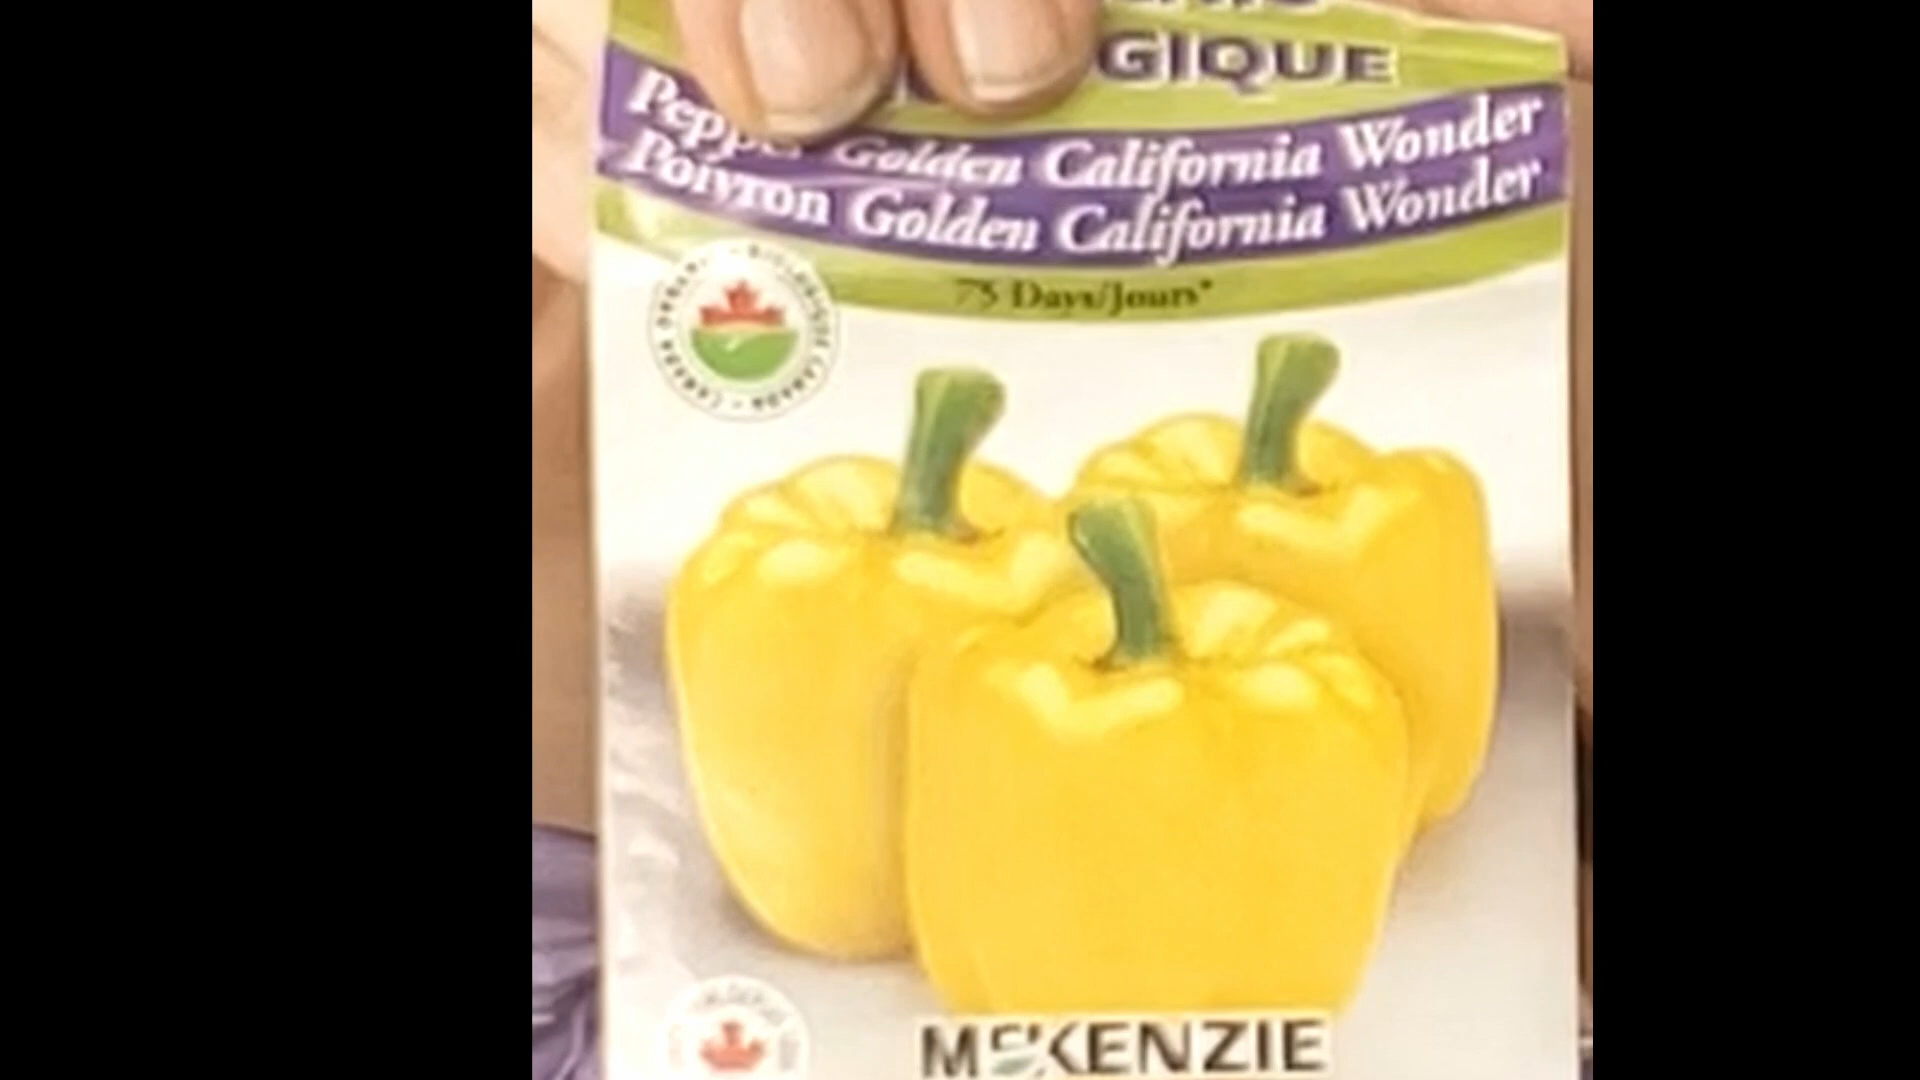 GIQUE
Pepper Golden California Wonder
Poivron Golden California Wonder
75 Days/Jours*
MCKENZIE